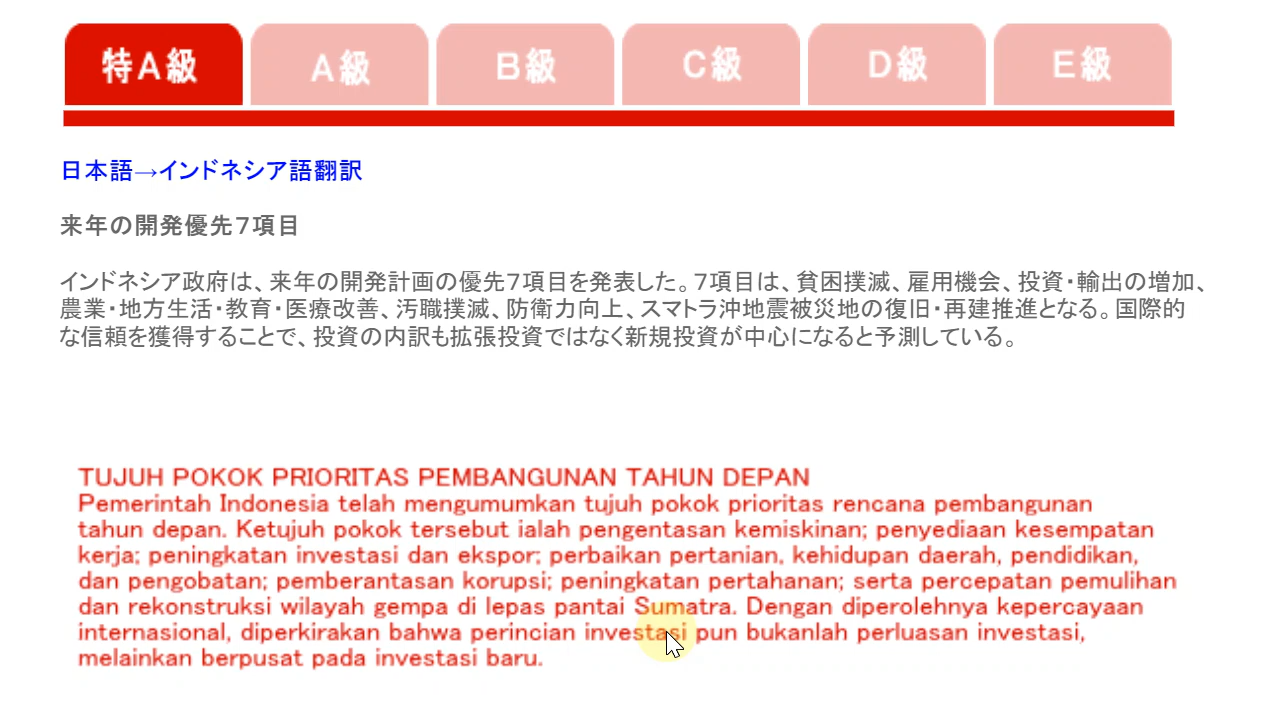 特A級 A級 B級 C級 D級 E級
日本語→インドネシア語翻訳
来年の開発優先7項目
インドネシア政府は、来年の開発計画の優先7項目を発表した。7項目は、貧困撲滅、雇用機会、投資・輸出の増加、
農業・地方生活・教育・医療改善、汚職撲滅、防衛力向上、スマトラ沖地震被災地の復旧・再建推進となる。国際的
な信頼を獲得することで、投資の内訳も拡張投資ではなく新規投資が中心になると予測している。
TUJUH POKOK PRIORITAS PEMBANGUNAN TAHUN DEPAN
Pemerintah Indonesia telah mengumumkan tujuh pokok prioritas rencana pembangunan
tahun depan. Ketujuh pokok tersebut ialah pengentasan kemiskinan; penyediaan kesempatan
kerja; peningkatan investasi dan ekspor; perbaikan pertanian, kehidupan daerah, pendidikan,
dan pengobatan; pemberantasan korupsi; peningkatan pertahanan; serta percepatan pemulihan
dan rekonstruksi wilayah gempa di lepas pantai Sumatra. Dengan diperolehnya kepercayaan
internasional, diperkirakan bahwa perincian investasi pun bukanlah perluasan investasi,
melainkan berpusat pada investasi baru.